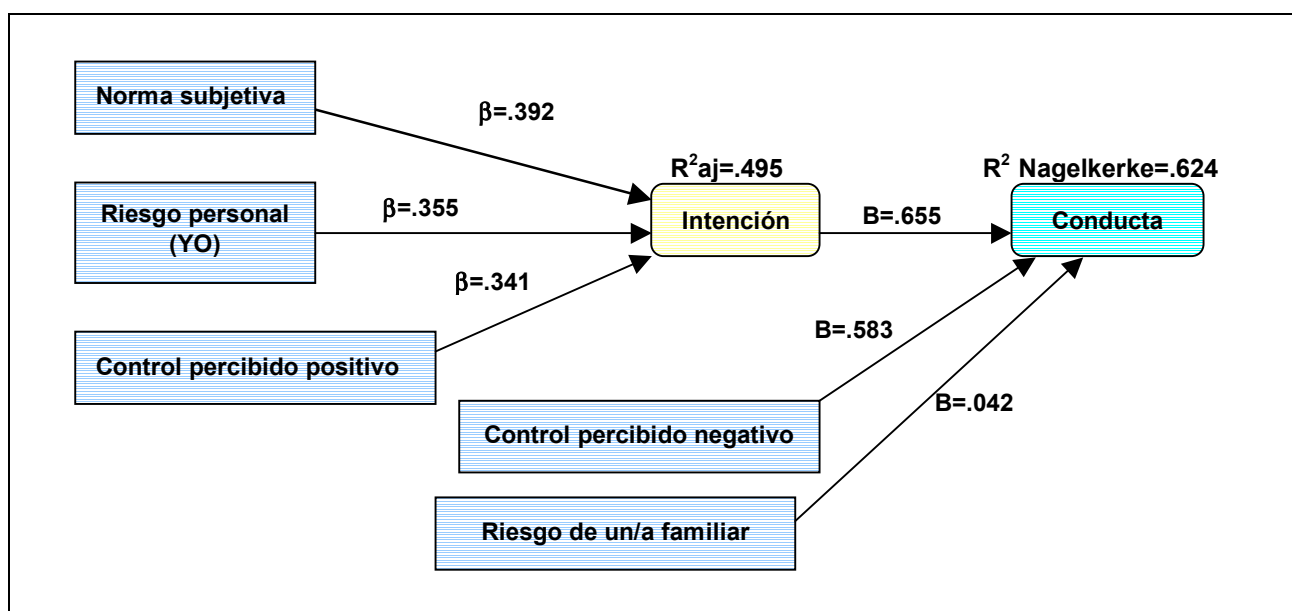 Norma subjetiva
β=.392
R²aj=.495
R² Nagelkerke=.624
Riesgo personal
(YO)
β=.355
Intención
B=.655
Conducta
β=.341
Control percibido positivo
B=.583
B=.042
Control percibido negativo
Riesgo de un/a familiar